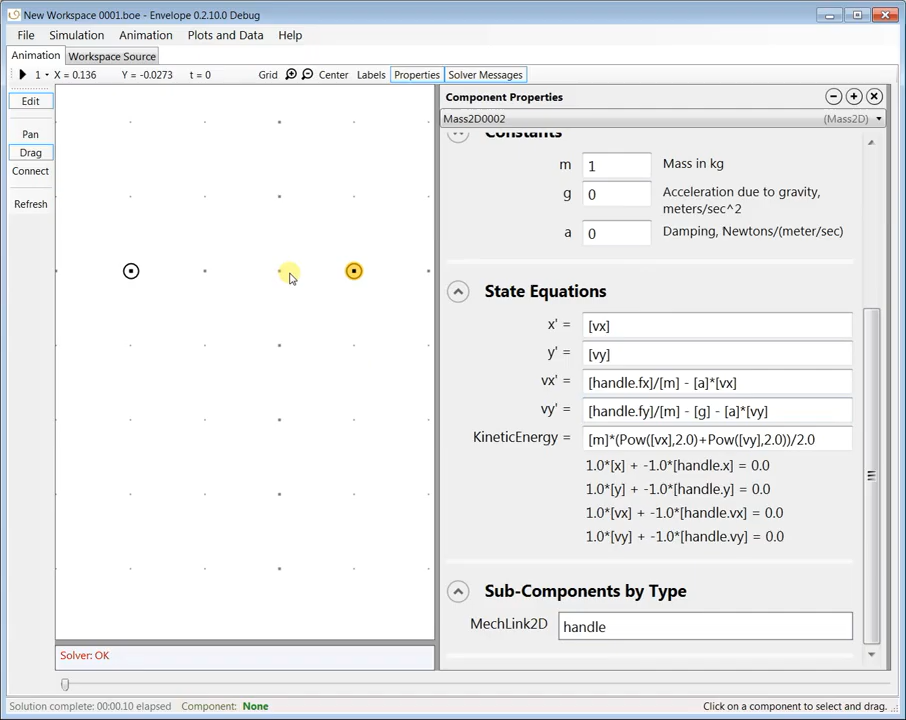 New Workspace 0001.boe - Envelope 0.2.10.0 Debug
File Simulation Animation Plots and Data Help
Animation Workspace Source
1 X = 0.136 Y = -0.0273 t = 0 Grid Center Labels Properties Solver Messages
Edit
Pan
Drag
Connect
Refresh
Component Properties
Mass2D0002 (Mass2D)
Constants
m 1 Mass in kg
g 0 Acceleration due to gravity,
meters/sec^2
a 0 Damping, Newtons/(meter/sec)
State Equations
x' = [vx]
y' = [vy]
vx' = [handle.fx]/[m] - [a]*[vx]
vy' = [handle.fy]/[m] - [g] - [a]*[vy]
KineticEnergy = [m]*(Pow([vx],2.0)+Pow([vy],2.0))/2.0
1.0*[x] + -1.0*[handle.x] = 0.0
1.0*[y] + -1.0*[handle.y] = 0.0
1.0*[vx] + -1.0*[handle.vx] = 0.0
1.0*[vy] + -1.0*[handle.vy] = 0.0
Sub-Components by Type
MechLink2D handle
Solver: OK
Solution complete: 00:00.10 elapsed Component: None Click on a component to select and drag.